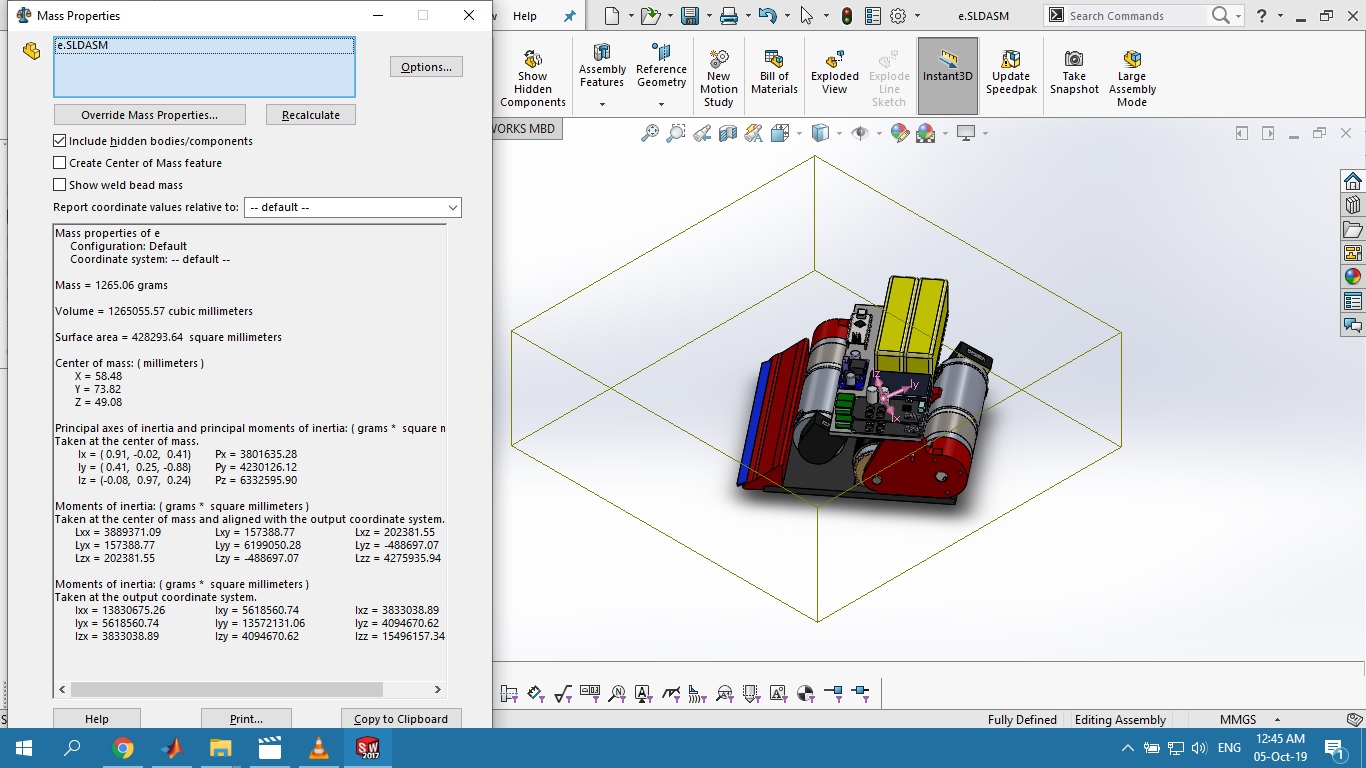 Mass Properties
e.SLDASM
Options...
Override Mass Properties...
Recalculate
Include hidden bodies/components
Create Center of Mass feature
Show weld bead mass
Report coordinate values relative to: -- default --
Mass properties of e
Configuration: Default
Coordinate system: -- default --
Mass = 1265.06 grams
Volume = 1265055.57 cubic millimeters
Surface area = 428293.64 square millimeters
Center of mass: ( millimeters )
X = 58.48
Y = 73.82
Z = 49.08
Principal axes of inertia and principal moments of inertia: ( grams * square
Taken at the center of mass.
Ix = ( 0.91, -0.02, 0.41) Px = 3801635.28
Iy = ( 0.41, 0.25, -0.88) Py = 4230126.12
Iz = (-0.08, 0.97, 0.24) Pz = 6332595.90
Moments of inertia: ( grams * square millimeters )
Taken at the center of mass and aligned with the output coordinate system.
Lxx = 3889371.09 Lxy = 157388.77 Lxz = 202381.55
Lyx = 157388.77 Lyy = 6199050.28 Lyz = -488697.07
Lzx = 202381.55 Lzy = -488697.07 Lzz = 4275935.94
Moments of inertia: ( grams * square millimeters )
Taken at the output coordinate system.
Ixx = 13830675.26 Ixy = 5618560.74 Ixz = 3833038.89
Iyx = 5618560.74 Iyy = 13572131.06 Iyz = 4094670.62
Izx = 3833038.89 Izy = 4094670.62 Izz = 15496157.34
Help
Print...
Copy to Clipboard
w Help
e.SLDASM
Search Commands
?
Show Hidden Components
Assembly Features
Reference Geometry
New Motion Study
Bill of Materials
Exploded View
Explode Line Sketch
Instant3D
Update Speedpak
Take Snapshot
Large Assembly Mode
WORKS MBD
Iz
Iy
Ix
Fully Defined
Editing Assembly
MMGS
SW 2017
ENG
12:45 AM
05-Oct-19
1